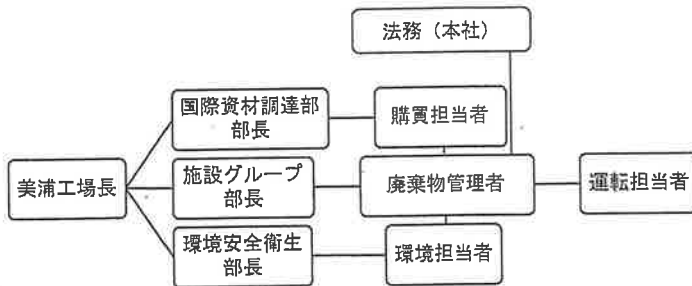 法務（本社）
国際資材調達部
部長
購買担当者
美浦工場長
施設グループ
部長
廃棄物管理者
運転担当者
環境安全衛生
部長
環境担当者